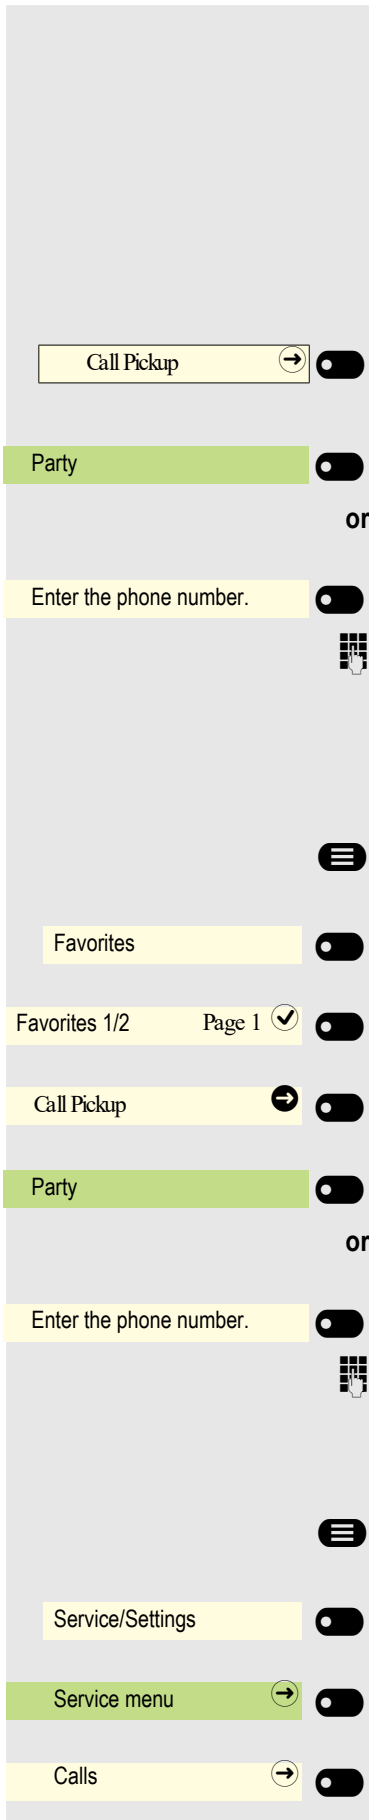 Call Pickup
Party
or
Enter the phone number.
Favorites
Favorites 1/2 Page 1
Call Pickup
Party
or
Enter the phone number.
Service/Settings
Service menu
Calls